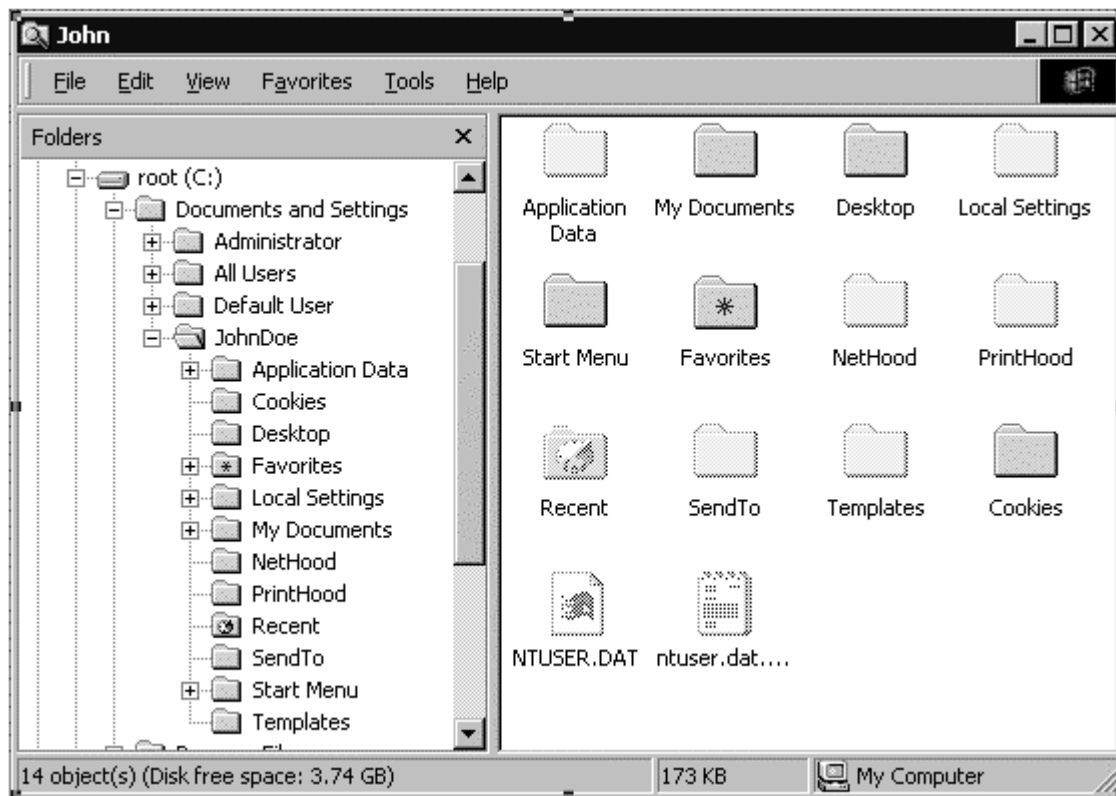 John
File Edit View Favorites Tools Help
Folders
root (C:)
Documents and Settings
Administrator
All Users
Default User
JohnDoe
Application Data
Cookies
Desktop
Favorites
Local Settings
My Documents
NetHood
PrintHood
Recent
SendTo
Start Menu
Templates
Application Data
My Documents
Desktop
Local Settings
Start Menu
Favorites
NetHood
PrintHood
Recent
SendTo
Templates
Cookies
NTUSER.DAT
ntuser.dat....
14 object(s) (Disk free space: 3.74 GB)
173 KB
My Computer